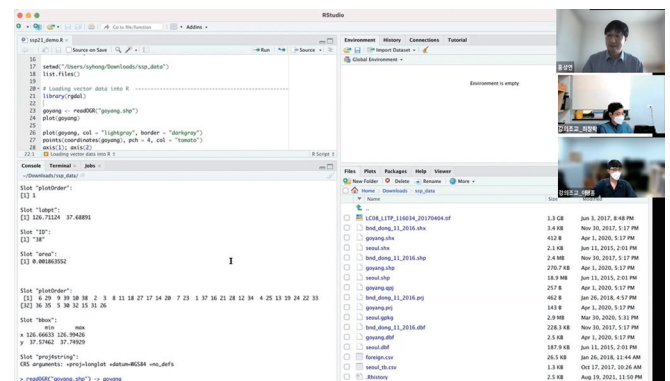 RStudio
Go to file/function
Addins
ssp21_demo.R
Source on Save
Run
Source
16
17 setwd("/Users/syhong/Downloads/ssp_data")
18 list.files()
19
20 # Loading vector data into R
21 library(rgdal)
22
23 goyang <- readOGR("goyang.shp")
24 plot(goyang)
25
26 plot(goyang, col = "lightgray", border = "darkgray")
27 points(coordinates(goyang), pch = 4, col = "tomato")
28 axis(1); axis(2)
22:1 Loading vector data into R
R Script
Console Terminal Jobs
~/Downloads/ssp_data/
Slot "plotOrder":
[1] 1
Slot "labpt":
[1] 126.71124 37.68891
Slot "ID":
[1] "38"
Slot "area":
[1] 0.001863552
Slot "plotOrder":
[1] 6 29 9 39 10 38 2 3 8 11 18 27 17 14 20 7 23 1 37 16 21 28 12 34 4 25 13 19 24 22 33
[32] 36 35 5 30 32 15 31 26
Slot "bbox":
min max
x 126.66633 126.99426
y 37.57462 37.74929
Slot "proj4string":
CRS arguments: +proj=longlat +datum=WGS84 +no_defs
> readOGR("goyang.shp") -> goyang
Environment History Connections Tutorial
Import Dataset
Global Environment
Environment is empty
Files Plots Packages Help Viewer
New Folder Delete Rename More
Home Downloads ssp_data
Name Size Modified
..
LC08_L1TP_116034_20170404.tif 1.3 GB Jun 3, 2017, 8:48 PM
bnd_dong_11_2016.shx 3.4 KB Nov 30, 2017, 5:17 PM
goyang.shx 412 B Apr 1, 2020, 5:17 PM
seoul.shx 2.1 KB Jun 11, 2015, 2:01 PM
bnd_dong_11_2016.shp 2.4 MB Nov 30, 2017, 5:17 PM
goyang.shp 270.7 KB Apr 1, 2020, 5:17 PM
seoul.shp 18.9 MB Jun 11, 2015, 2:01 PM
goyang.qpj 257 B Apr 1, 2020, 5:17 PM
bnd_dong_11_2016.prj 462 B Jan 26, 2018, 4:57 PM
goyang.prj 143 B Apr 1, 2020, 5:17 PM
seoul.gpkg 2.9 MB Mar 30, 2020, 5:31 PM
bnd_dong_11_2016.dbf 228.3 KB Nov 30, 2017, 5:17 PM
goyang.dbf 2.5 KB Apr 1, 2020, 5:17 PM
seoul.dbf 187.9 KB Jun 11, 2015, 2:01 PM
foreign.csv 26.5 KB Jan 26, 2018, 11:44 AM
seoul_tb.csv 1.3 KB Oct 17, 2017, 10:26 AM
.Rhistory 2.5 KB Aug 19, 2021, 11:50 PM
홍성연